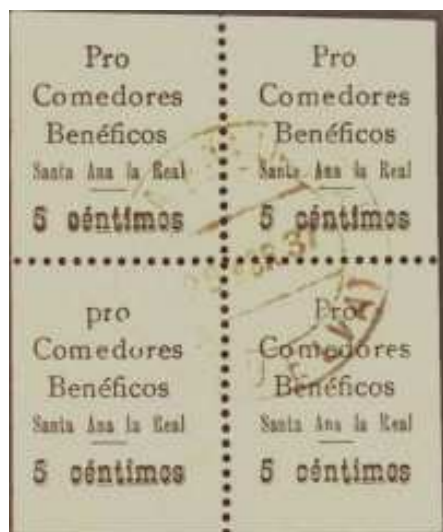 Pro
Comedores
Benéficos
Santa Ana la Real
5 céntimos
Pro
Comedores
Benéficos
Santa Ana la Real
5 céntimos
pro
Comedores
Benéficos
Santa Ana la Real
5 céntimos
Pro
Comedores
Benéficos
Santa Ana la Real
5 céntimos
37